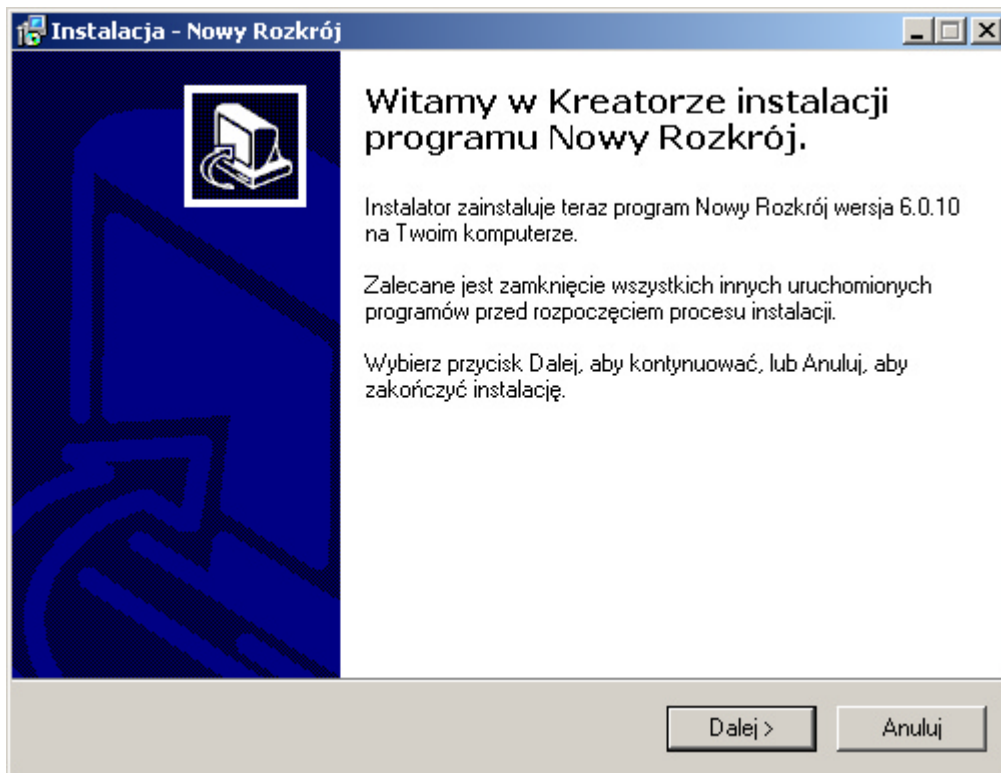 Instalacja - Nowy Rozkrój
Witamy w Kreatorze instalacji
programu Nowy Rozkrój.
Instalator zainstaluje teraz program Nowy Rozkrój wersja 6.0.10
na Twoim komputerze.
Zalecane jest zamknięcie wszystkich innych uruchomionych
programów przed rozpoczęciem procesu instalacji.
Wybierz przycisk Dalej, aby kontynuować, lub Anuluj, aby
zakończyć instalację.
Dalej >
Anuluj